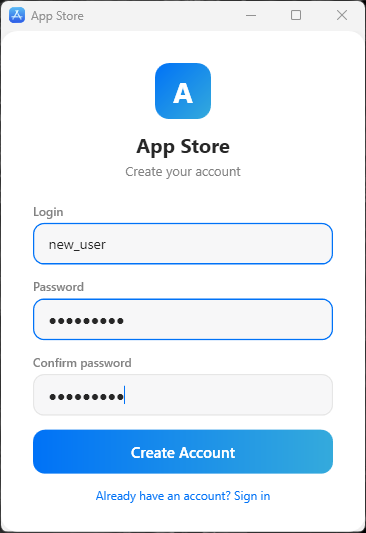 App Store
A
App Store
Create your account
Login
new_user
Password
●●●●●●●●●
Confirm password
●●●●●●●●●
Create Account
Already have an account? Sign in